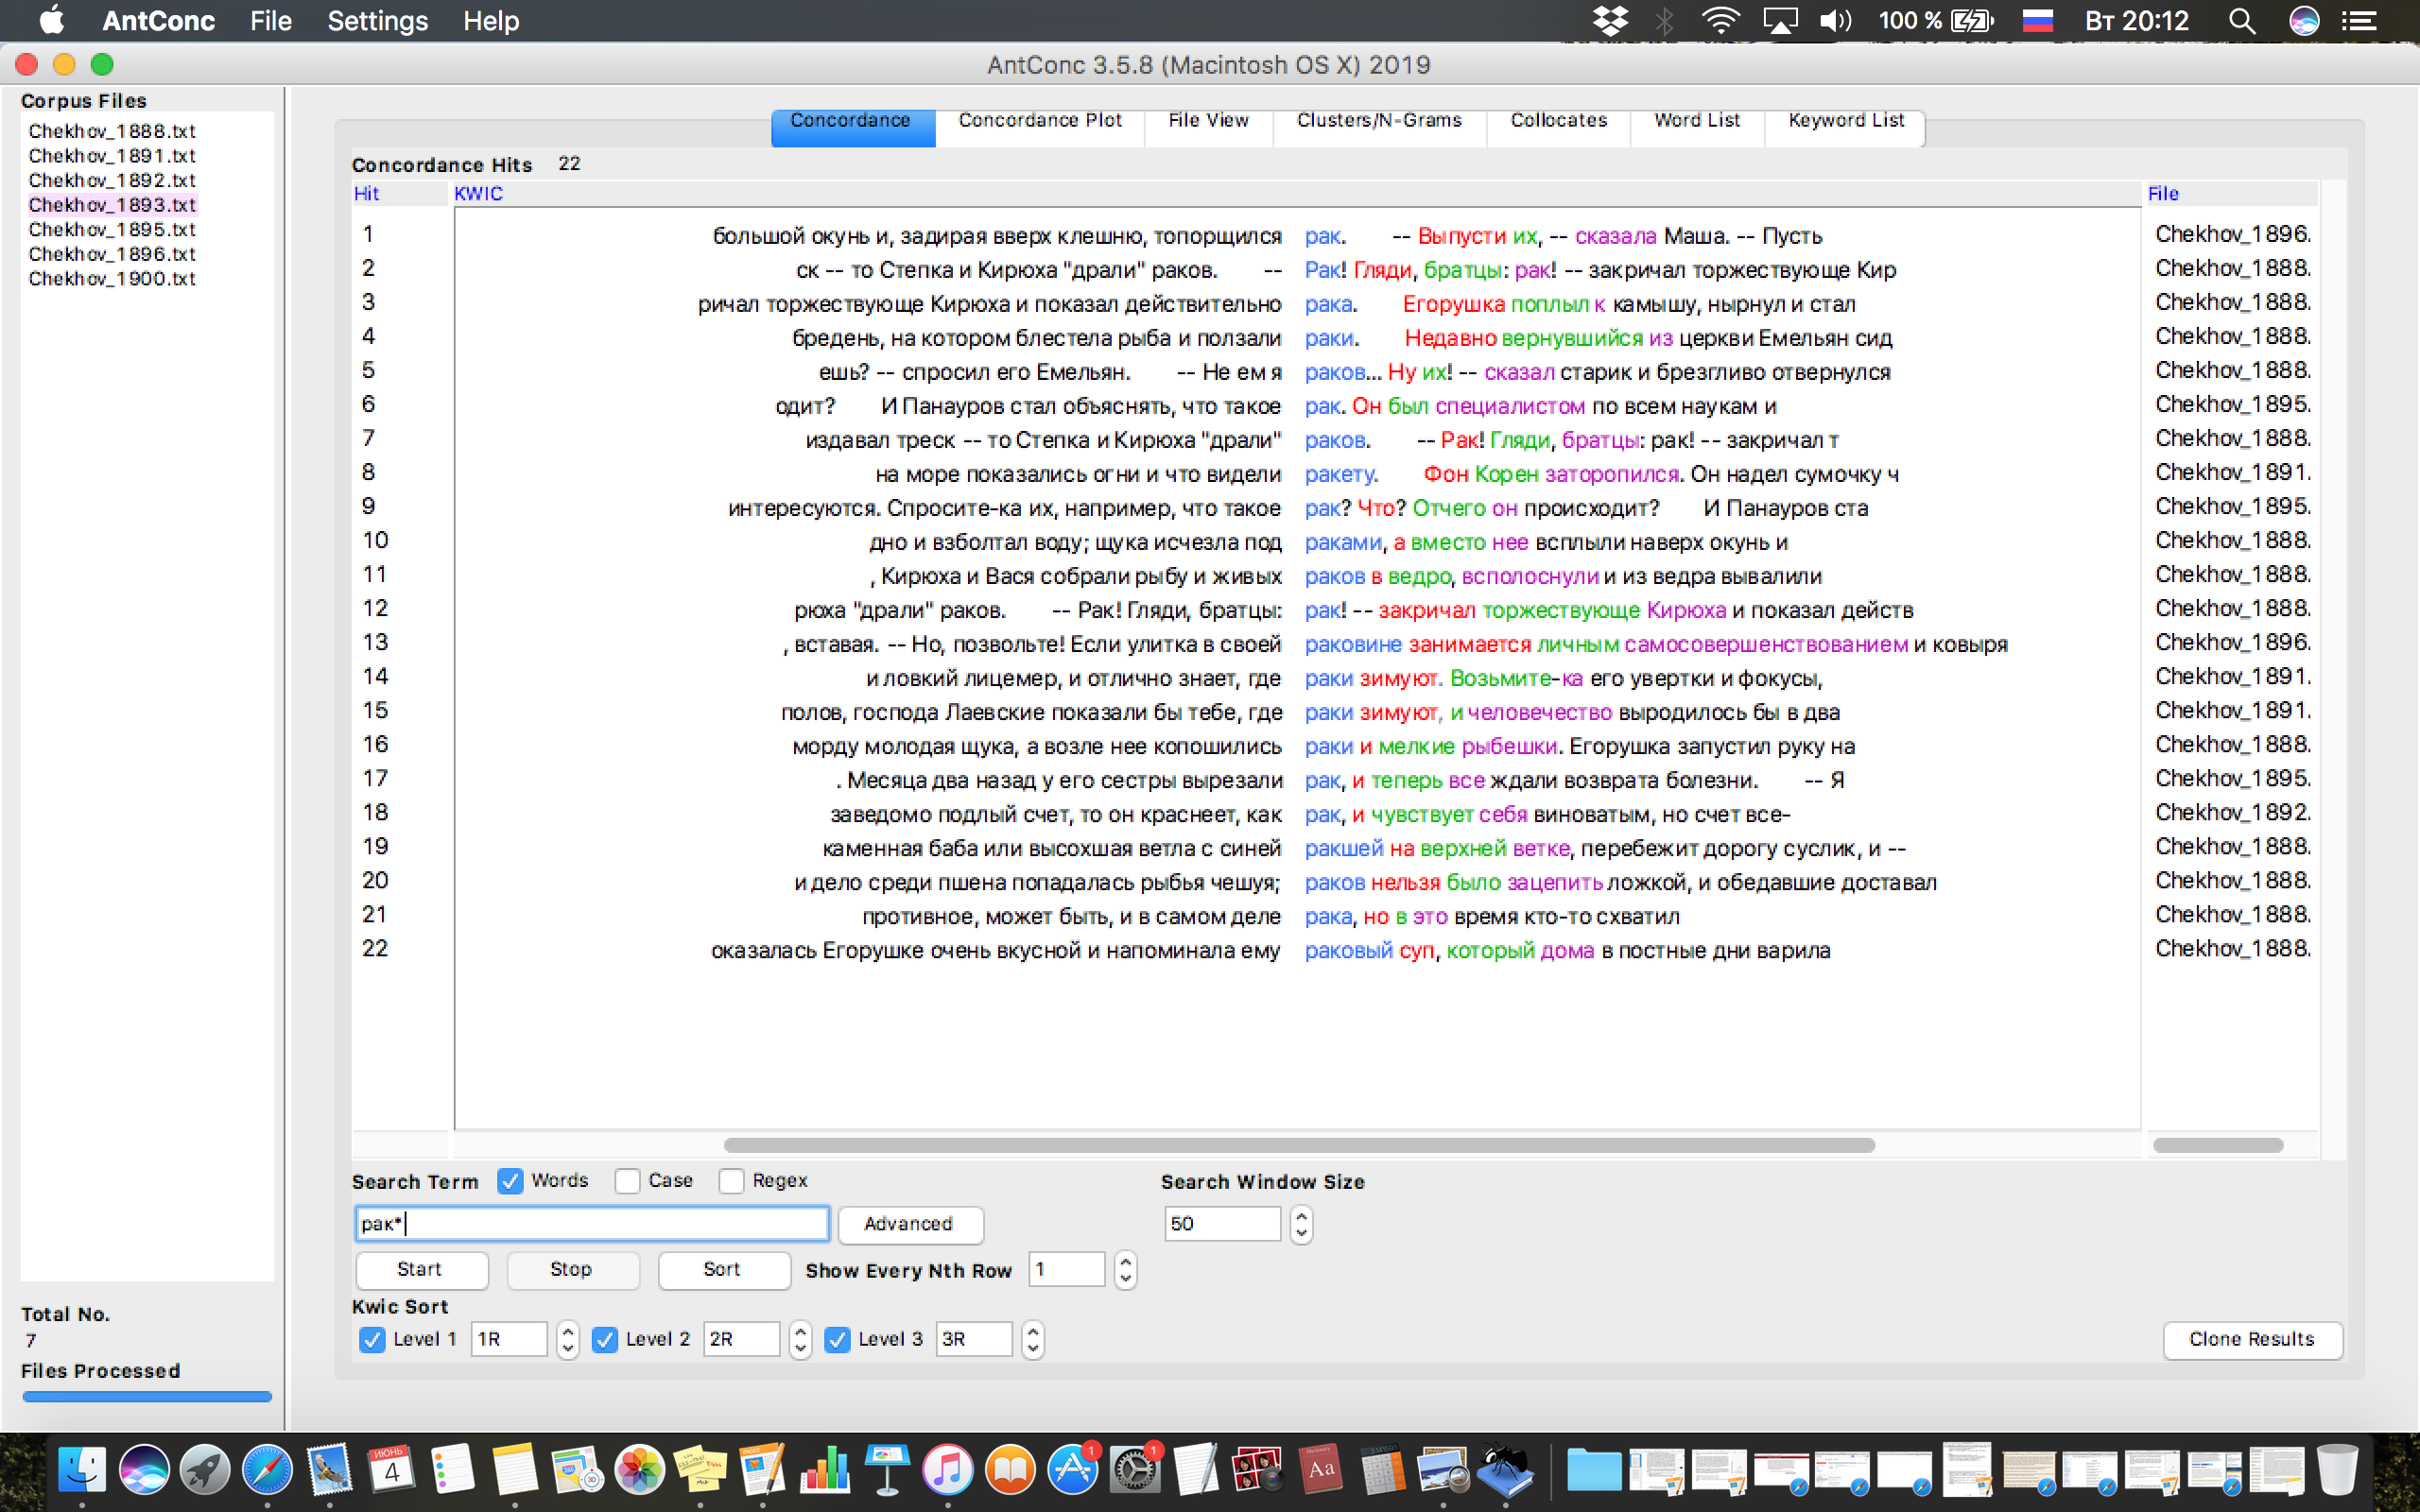 AntConc File Settings Help 100 % Вт 20:12
AntConc 3.5.8 (Macintosh OS X) 2019
Corpus Files
Chekhov_1888.txt
Chekhov_1891.txt
Chekhov_1892.txt
Chekhov_1893.txt
Chekhov_1895.txt
Chekhov_1896.txt
Chekhov_1900.txt
Concordance Concordance Plot File View Clusters/N-Grams Collocates Word List Keyword List
Concordance Hits 22
Hit KWIC File
1 большой окунь и, задирая вверх клешню, топорщился рак. -- Выпусти их, -- сказала Маша. -- Пусть Chekhov_1896.
2 ск -- то Степка и Кирюха "драли" раков. -- Рак! Гляди, братцы: рак! -- закричал торжествующе Кир Chekhov_1888.
3 ричал торжествующе Кирюха и показал действительно рака. Егорушка поплыл к камышу, нырнул и стал Chekhov_1888.
4 бредень, на котором блестела рыба и ползали раки. Недавно вернувшийся из церкви Емельян сид Chekhov_1888.
5 ешь? -- спросил его Емельян. -- Не ем я раков... Ну их! -- сказал старик и брезгливо отвернулся Chekhov_1888.
6 одит? И Панауров стал объяснять, что такое рак. Он был специалистом по всем наукам и Chekhov_1895.
7 издавал треск -- то Степка и Кирюха "драли" раков. -- Рак! Гляди, братцы: рак! -- закричал т Chekhov_1888.
8 на море показались огни и что видели ракету. Фон Корен заторопился. Он надел сумочку ч Chekhov_1891.
9 интересуются. Спросите-ка их, например, что такое рак? Что? Отчего он происходит? И Панауров ста Chekhov_1895.
10 дно и взболтал воду; щука исчезла под раками, а вместо нее всплыли наверх окунь и Chekhov_1888.
11 , Кирюха и Вася собрали рыбу и живых раков в ведро, всполоснули и из ведра вывалили Chekhov_1888.
12 рюха "драли" раков. -- Рак! Гляди, братцы: рак! -- закричал торжествующе Кирюха и показал действ Chekhov_1888.
13 , вставая. -- Но, позвольте! Если улитка в своей раковине занимается личным самосовершенствованием и ковыря Chekhov_1896.
14 и ловкий лицемер, и отлично знает, где раки зимуют. Возьмите-ка его увертки и фокусы, Chekhov_1891.
15 полов, господа Лаевские показали бы тебе, где раки зимуют, и человечество выродилось бы в два Chekhov_1891.
16 морду молодая щука, а возле нее копошились раки и мелкие рыбешки. Егорушка запустил руку на Chekhov_1888.
17 . Месяца два назад у его сестры вырезали рак, и теперь все ждали возврата болезни. -- Я Chekhov_1895.
18 заведомо подлый счет, то он краснеет, как рак, и чувствует себя виноватым, но счет все- Chekhov_1892.
19 каменная баба или высохшая ветла с синей ракшей на верхней ветке, перебежит дорогу суслик, и -- Chekhov_1888.
20 и дело среди пшена попадалась рыбья чешуя; раков нельзя было зацепить ложкой, и обедавшие доставал Chekhov_1888.
21 противное, может быть, и в самом деле рака, но в это время кто-то схватил Chekhov_1888.
22 оказалась Егорушке очень вкусной и напоминала ему раковый суп, который дома в постные дни варила Chekhov_1888.
Search Term Words Case Regex Search Window Size
рак* Advanced 50
Start Stop Sort Show Every Nth Row 1
Kwic Sort
Level 1 1R Level 2 2R Level 3 3R Clone Results
Total No.
7
Files Processed
ИЮНЬ
4
1
1
Aa